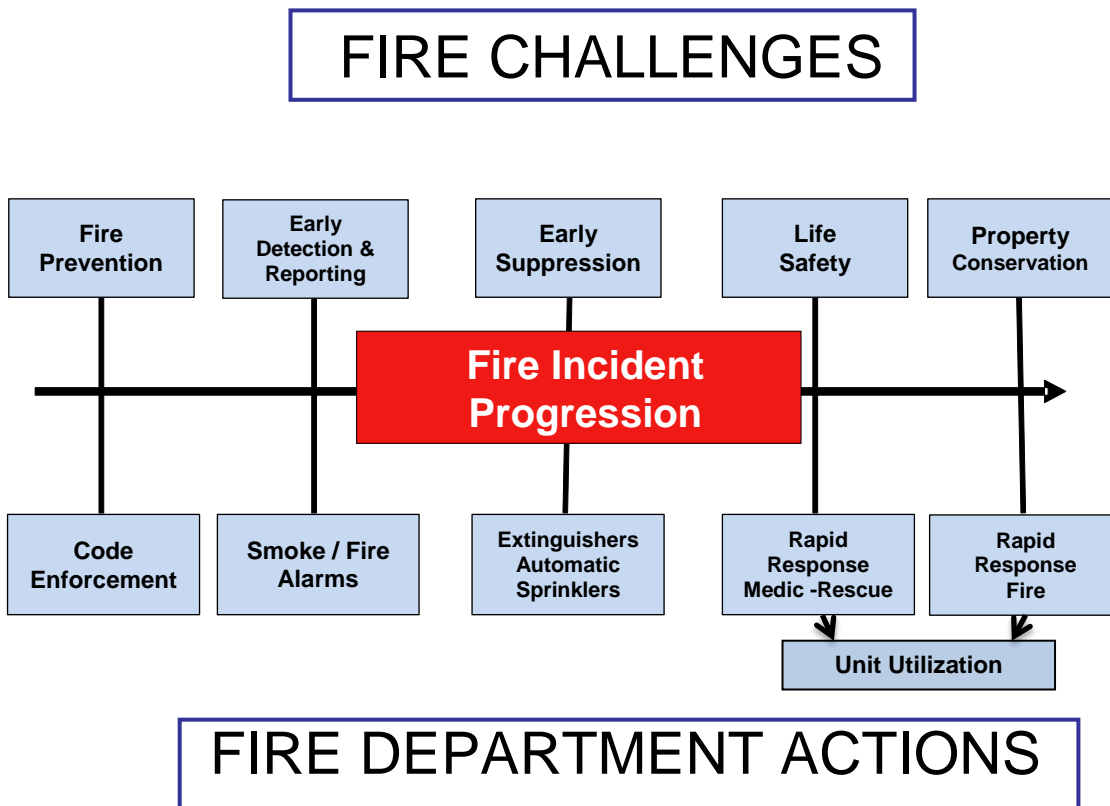 FIRE CHALLENGES
Fire
Prevention
Early
Detection &
Reporting
Early
Suppression
Life
Safety
Property
Conservation
Fire Incident
Progression
Code
Enforcement
Smoke / Fire
Alarms
Extinguishers
Automatic
Sprinklers
Rapid
Response
Medic -Rescue
Rapid
Response
Fire
Unit Utilization
FIRE DEPARTMENT ACTIONS